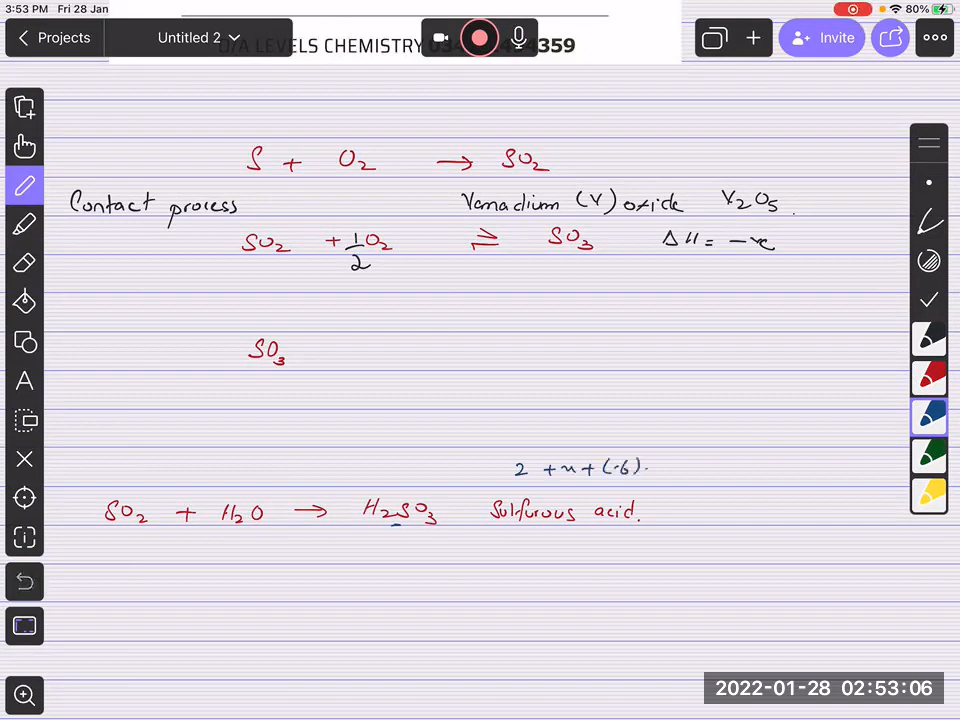 3:53 PM Fri 28 Jan 80%
Projects Untitled 2 Invite
LEVELS CHEMISTRY 359
S + O2 → SO2
Contact process Vanadium (V) oxide V2O5.
SO2 + 1/2 O2 ⇌ SO3 ΔH = -ve
SO3
2 + x + (-6).
SO2 + H2O → H2SO3 Sulfurous acid.
2022-01-28 02:53:06